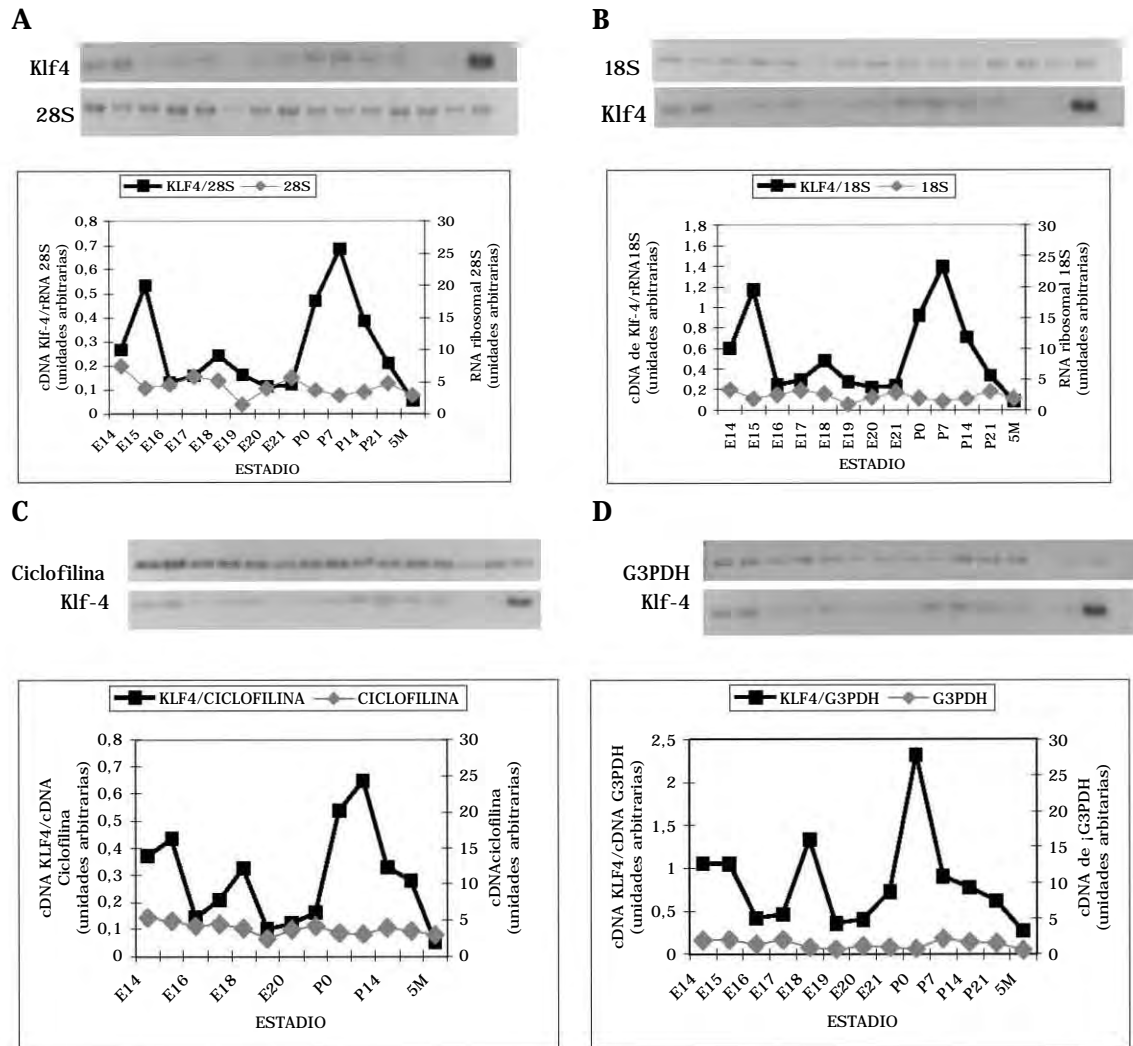 A
Klf4
28S
KLF4/28S 28S
cDNA Klf-4/rRNA 28S
(unidades arbitrarias)
0,8
0,7
0,6
0,5
0,4
0,3
0,2
0,1
0
30
25
20
15
10
5
0
RNA ribosomal 28S
(unidades arbitrarias)
E14 E15 E16 E17 E18 E19 E20 E21 P0 P7 P14 P21 5M
ESTADIO
B
18S
Klf4
KLF4/18S 18S
cDNA de Klf-4/rRNA18S
(unidades arbitrarias)
1,8
1,6
1,4
1,2
1
0,8
0,6
0,4
0,2
0
30
25
20
15
10
5
0
RNA ribosomal 18S
(unidades arbitrarias)
E14 E15 E16 E17 E18 E19 E20 E21 P0 P7 P14 P21 5M
ESTADIO
C
Ciclofilina
Klf-4
KLF4/CICLOFILINA CICLOFILINA
cDNA KLF4/cDNA
Ciclofilina
(unidades arbitrarias)
0,8
0,7
0,6
0,5
0,4
0,3
0,2
0,1
0
30
25
20
15
10
5
0
cDNAciclofilina
(unidades arbitrarias)
E14 E16 E18 E20 P0 P14 5M
ESTADIO
D
G3PDH
Klf-4
KLF4/G3PDH G3PDH
cDNA KLF4/cDNA G3PDH
(unidades arbitrarias)
2,5
2
1,5
1
0,5
0
30
25
20
15
10
5
0
cDNA de ¡G3PDH
(unidades arbitarias)
E14 E15 E16 E17 E18 E19 E20 E21 P0 P7 P14 P21 5M
ESTADIO